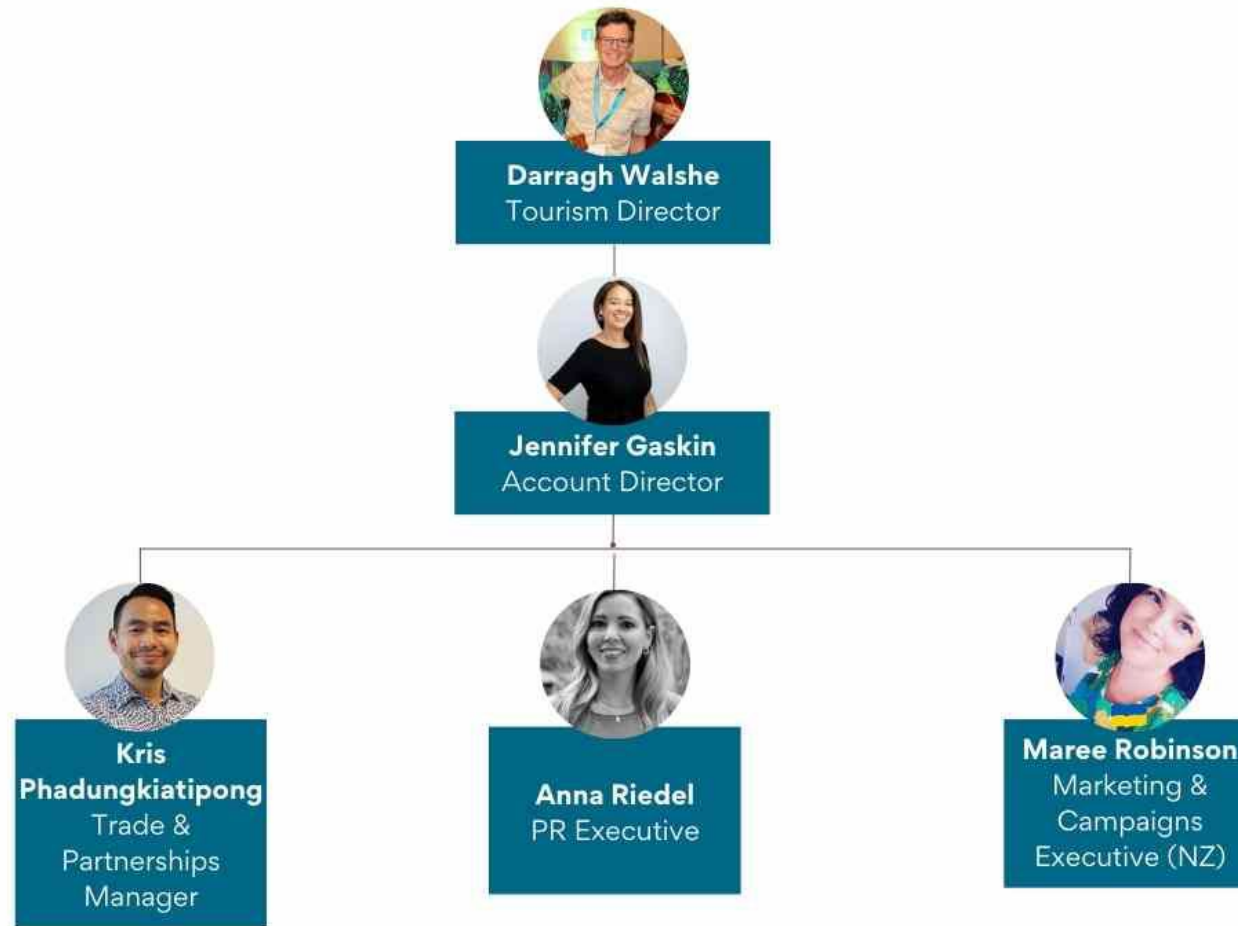 Darragh Walshe
Tourism Director
Jennifer Gaskin
Account Director
Kris
Phadungkiatipong
Trade &
Partnerships
Manager
Anna Riedel
PR Executive
Maree Robinson
Marketing &
Campaigns
Executive (NZ)